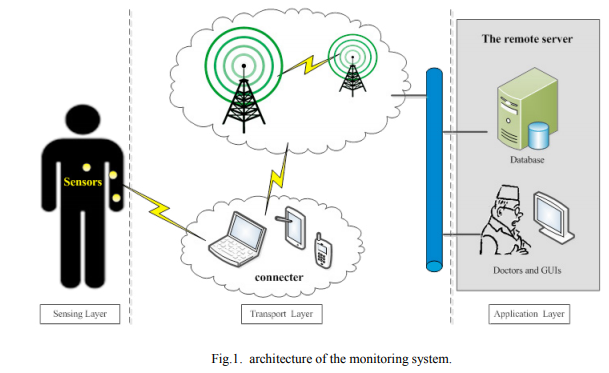 The remote server
Sensors
Database
connecter
Doctors and GUIs
Sensing Layer
Transport Layer
Application Layer
Fig.1. architecture of the monitoring system.